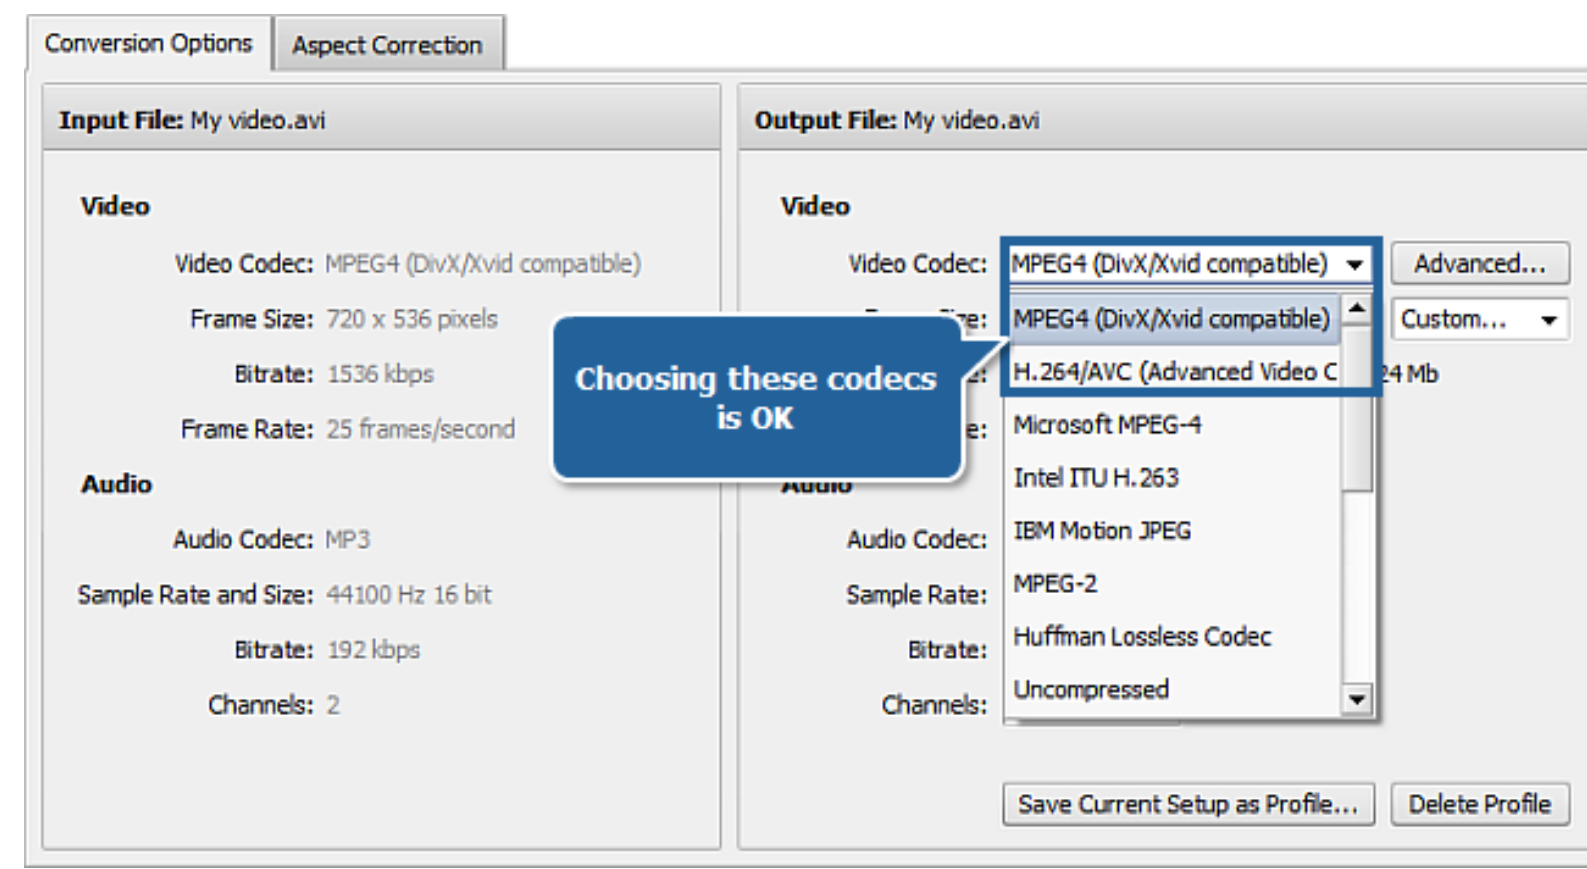 Conversion Options
Aspect Correction
Input File: My video.avi
Video
Video Codec: MPEG4 (DivX/Xvid compatible)
Frame Size: 720 x 536 pixels
Bitrate: 1536 kbps
Frame Rate: 25 frames/second
Audio
Audio Codec: MP3
Sample Rate and Size: 44100 Hz 16 bit
Bitrate: 192 kbps
Channels: 2
Output File: My video.avi
Video
Video Codec: MPEG4 (DivX/Xvid compatible) Advanced...
MPEG4 (DivX/Xvid compatible) Custom...
H.264/AVC (Advanced Video C 24 Mb
Microsoft MPEG-4
Intel ITU H.263
Audio
Audio Codec: IBM Motion JPEG
Sample Rate: MPEG-2
Bitrate: Huffman Lossless Codec
Channels: Uncompressed
Choosing these codecs
is OK
Save Current Setup as Profile... Delete Profile